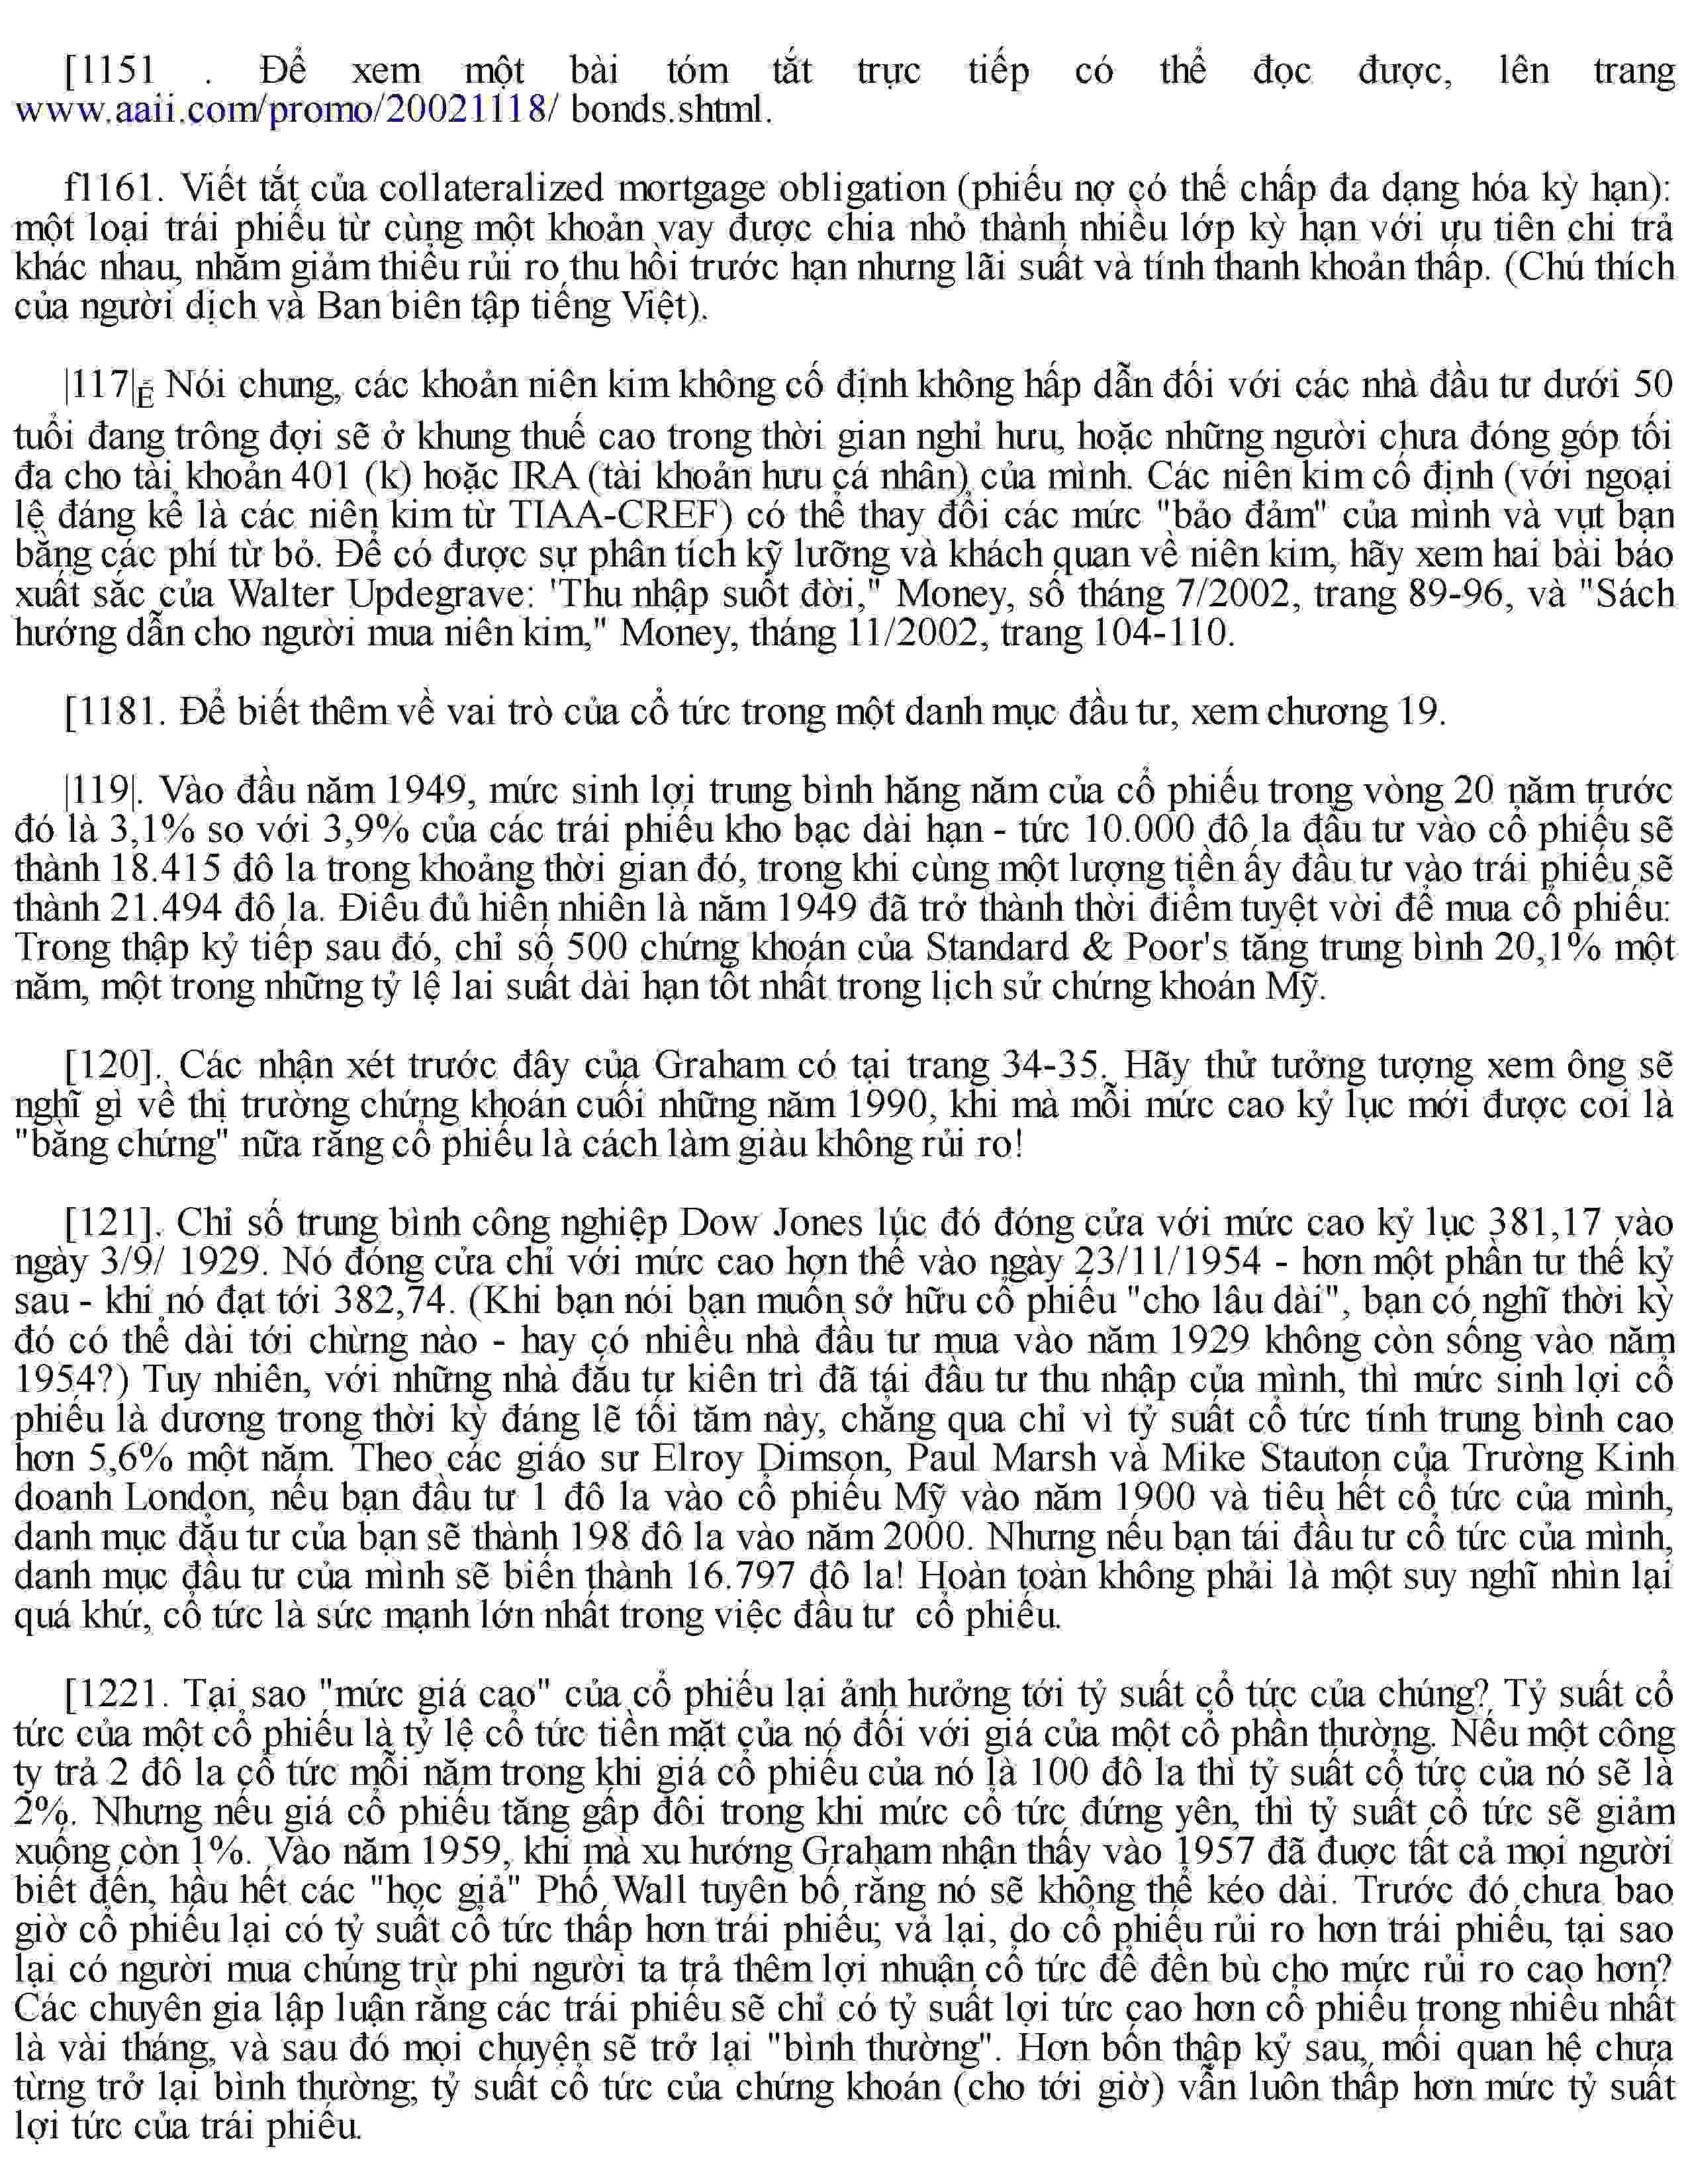 [1151 . Để xem một bài tóm tắt trực tiếp có thể đọc được, lên trang
www.aaii.com/promo/20021118/ bonds.shtml.
f1161. Viết tắt của collateralized mortgage obligation (phiếu nợ có thế chấp đa dạng hóa kỳ hạn):
một loại trái phiếu từ cùng một khoản vay được chia nhỏ thành nhiều lớp kỳ hạn với ưu tiên chi trả
khác nhau, nhằm giảm thiểu rủi ro thu hồi trước hạn nhưng lãi suất và tính thanh khoản thấp. (Chú thích
của người dịch và Ban biên tập tiếng Việt).
|117|Ẽ Nói chung, các khoản niên kim không cố định không hấp dẫn đối với các nhà đầu tư dưới 50
tuổi đang trông đợi sẽ ở khung thuế cao trong thời gian nghỉ hưu, hoặc những người chưa đóng góp tối
đa cho tài khoản 401 (k) hoặc IRA (tài khoản hưu cá nhân) của mình. Các niên kim cố định (với ngoại
lệ đáng kể là các niên kim từ TIAA-CREF) có thể thay đổi các mức "bảo đảm" của mình và vụt bạn
bằng các phí từ bỏ. Để có được sự phân tích kỹ lưỡng và khách quan về niên kim, hãy xem hai bài báo
xuất sắc của Walter Updegrave: 'Thu nhập suốt đời," Money, số tháng 7/2002, trang 89-96, và "Sách
hướng dẫn cho người mua niên kim," Money, tháng 11/2002, trang 104-110.
[1181. Để biết thêm về vai trò của cổ tức trong một danh mục đầu tư, xem chương 19.
|119|. Vào đầu năm 1949, mức sinh lợi trung bình hằng năm của cổ phiếu trong vòng 20 năm trước
đó là 3,1% so với 3,9% của các trái phiếu kho bạc dài hạn - tức 10.000 đô la đầu tư vào cổ phiếu sẽ
thành 18.415 đô la trong khoảng thời gian đó, trong khi cùng một lượng tiền ấy đầu tư vào trái phiếu sẽ
thành 21.494 đô la. Điều đủ hiển nhiên là năm 1949 đã trở thành thời điểm tuyệt vời để mua cổ phiếu:
Trong thập kỷ tiếp sau đó, chỉ số 500 chứng khoán của Standard & Poor's tăng trung bình 20,1% một
năm, một trong những tỷ lệ lai suất dài hạn tốt nhất trong lịch sử chứng khoán Mỹ.
[120]. Các nhận xét trước đây của Graham có tại trang 34-35. Hãy thử tưởng tượng xem ông sẽ
nghĩ gì về thị trường chứng khoán cuối những năm 1990, khi mà mỗi mức cao kỷ lục mới được coi là
"bằng chứng" nữa rằng cổ phiếu là cách làm giàu không rủi ro!
[121]. Chỉ số trung bình công nghiệp Dow Jones lúc đó đóng cửa với mức cao kỷ lục 381,17 vào
ngày 3/9/ 1929. Nó đóng cửa chỉ với mức cao hơn thế vào ngày 23/11/1954 - hơn một phần tư thế kỷ
sau - khi nó đạt tới 382,74. (Khi bạn nói bạn muốn sở hữu cổ phiếu "cho lâu dài", bạn có nghĩ thời kỳ
đó có thể dài tới chừng nào - hay có nhiều nhà đầu tư mua vào năm 1929 không còn sống vào năm
1954?) Tuy nhiên, với những nhà đầu tư kiên trì đã tái đầu tư thu nhập của mình, thì mức sinh lợi cổ
phiếu là dương trong thời kỳ đáng lẽ tối tăm này, chẳng qua chỉ vì tỷ suất cổ tức tính trung bình cao
hơn 5,6% một năm. Theo các giáo sư Elroy Dimson, Paul Marsh và Mike Stauton của Trường Kinh
doanh London, nếu bạn đầu tư 1 đô la vào cổ phiếu Mỹ vào năm 1900 và tiêu hết cổ tức của mình,
danh mục đầu tư của bạn sẽ thành 198 đô la vào năm 2000. Nhưng nếu bạn tái đầu tư cổ tức của mình,
danh mục đầu tư của mình sẽ biến thành 16.797 đô la! Hoàn toàn không phải là một suy nghĩ nhìn lại
quá khứ, cổ tức là sức mạnh lớn nhất trong việc đầu tư cổ phiếu.
[1221. Tại sao "mức giá cao" của cổ phiếu lại ảnh hưởng tới tỷ suất cổ tức của chúng? Tỷ suất cổ
tức của một cổ phiếu là tỷ lệ cổ tức tiền mặt của nó đối với giá của một cổ phần thường. Nếu một công
ty trả 2 đô la cổ tức mỗi năm trong khi giá cổ phiếu của nó là 100 đô la thì tỷ suất cổ tức của nó sẽ là
2%. Nhưng nếu giá cổ phiếu tăng gấp đôi trong khi mức cổ tức đứng yên, thì tỷ suất cổ tức sẽ giảm
xuống còn 1%. Vào năm 1959, khi mà xu hướng Graham nhận thấy vào 1957 đã đuợc tất cả mọi người
biết đến, hầu hết các "học giả" Phố Wall tuyên bố rằng nó sẽ không thể kéo dài. Trước đó chưa bao
giờ cổ phiếu lại có tỷ suất cổ tức thấp hơn trái phiếu; vả lại, do cổ phiếu rủi ro hơn trái phiếu, tại sao
lại có người mua chúng trừ phi người ta trả thêm lợi nhuận cổ tức để đền bù cho mức rủi ro cao hơn?
Các chuyên gia lập luận rằng các trái phiếu sẽ chỉ có tỷ suất lợi tức cao hơn cổ phiếu trong nhiều nhất
là vài tháng, và sau đó mọi chuyện sẽ trở lại "bình thường". Hơn bốn thập kỷ sau, mối quan hệ chưa
từng trở lại bình thường; tỷ suất cổ tức của chứng khoán (cho tới giờ) vẫn luôn thấp hơn mức tỷ suất
lợi tức của trái phiếu.